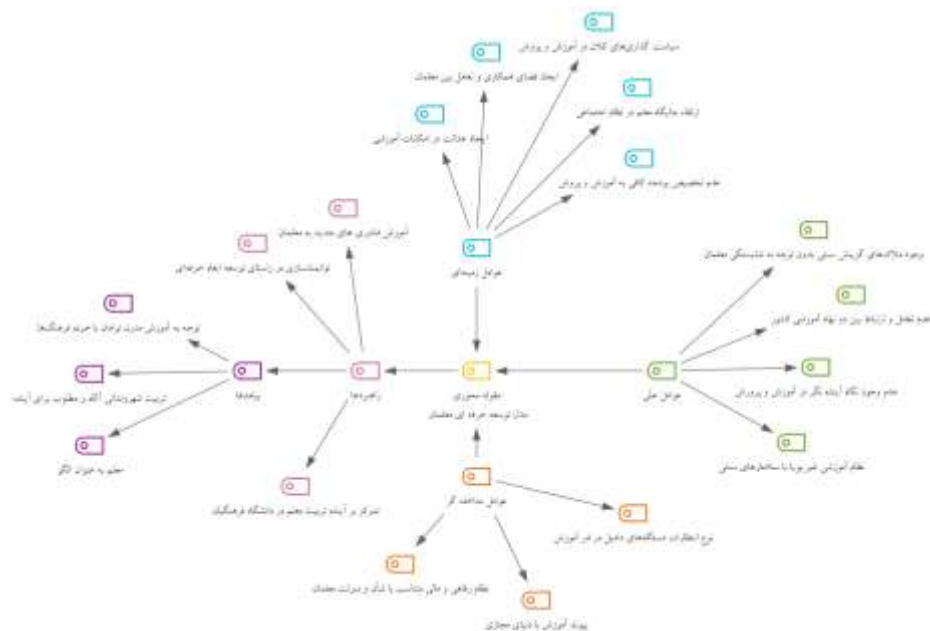 سیاست گذاری‌های کلان در آموزش و پرورش
ایجاد فضای همکاری و تعامل بین معلمان
ارتقاء جایگاه معلم در نظام اجتماعی
ایجاد عدالت در امکانات آموزشی
عدم تخصیص بودجه کافی به آموزش و پرورش
آموزش فناوری های جدید به معلمان
عوامل زمینه‌ای
وجود ملاک‌های گزینش سنتی بدون توجه به شایستگی معلمان
توانمندسازی در راستای توسعه ابعاد حرفه‌ای
عدم تعامل و ارتباط بین دو نهاد آموزشی کشور
توجه به آموزش مدرن توامان با خرده فرهنگ‌ها
عدم وجود نگاه آینده نگر در آموزش و پرورش
عوامل علی
مقوله محوری
مدل توسعه حرفه ای معلمان
راهبردها
پیامدها
تربیت شهروندانی آگاه و مطلوب برای آینده
نظام آموزشی غیر پویا با ساختارهای سنتی
معلم به عنوان الگو
عوامل مداخله گر
تمرکز بر آینده تربیت معلم در دانشگاه فرهنگیان
نوع انتظارات دستگاه‌های دخیل در امر آموزش
نظام رفاهی و مالی متناسب با شأن و منزلت معلمان
پیوند آموزش با دنیای مجازی